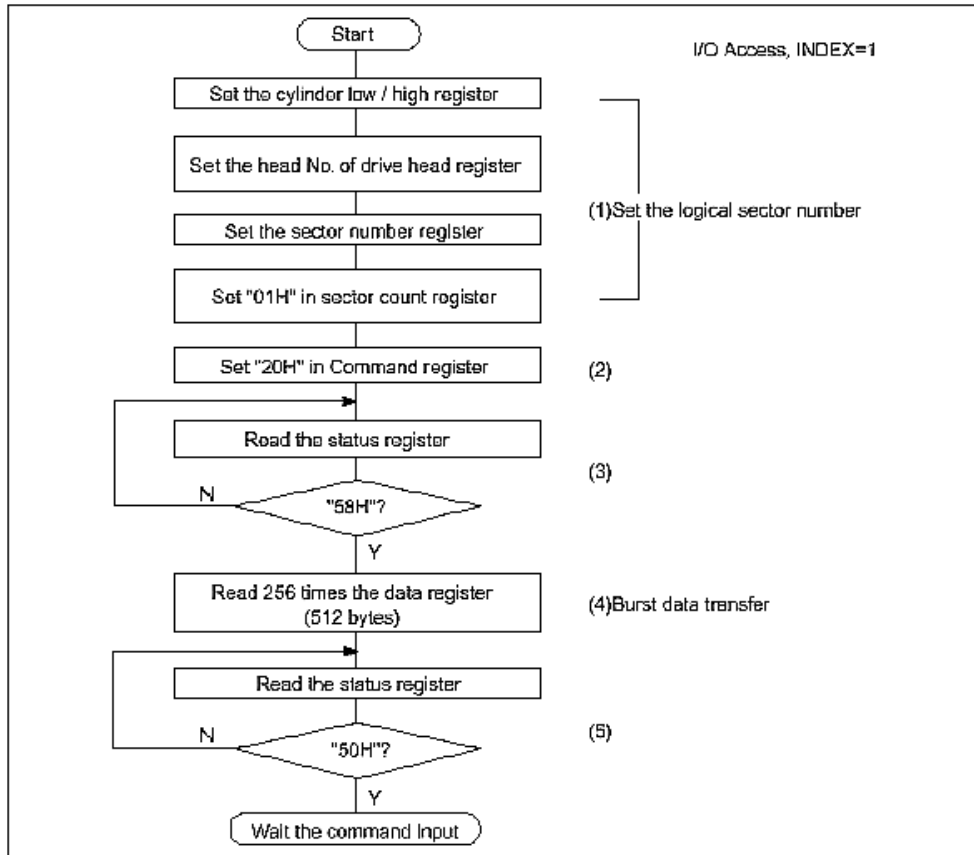 Start
I/O Access, INDEX=1
Set the cylinder low / high register
Set the head No. of drive head register
(1)Set the logical sector number
Set the sector number register
Set "01H" in sector count register
Set "20H" in Command register
(2)
Read the status register
(3)
N
"58H"?
Y
Read 256 times the data register
(512 bytes)
(4)Burst data transfer
Read the status register
(5)
N
"50H"?
Y
Wait the command Input